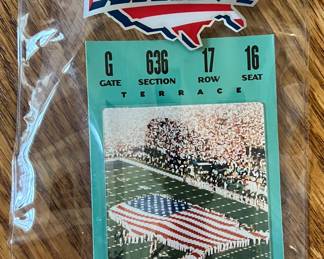 G 636 17 16
GATE SECTION ROW SEAT
TERRACE